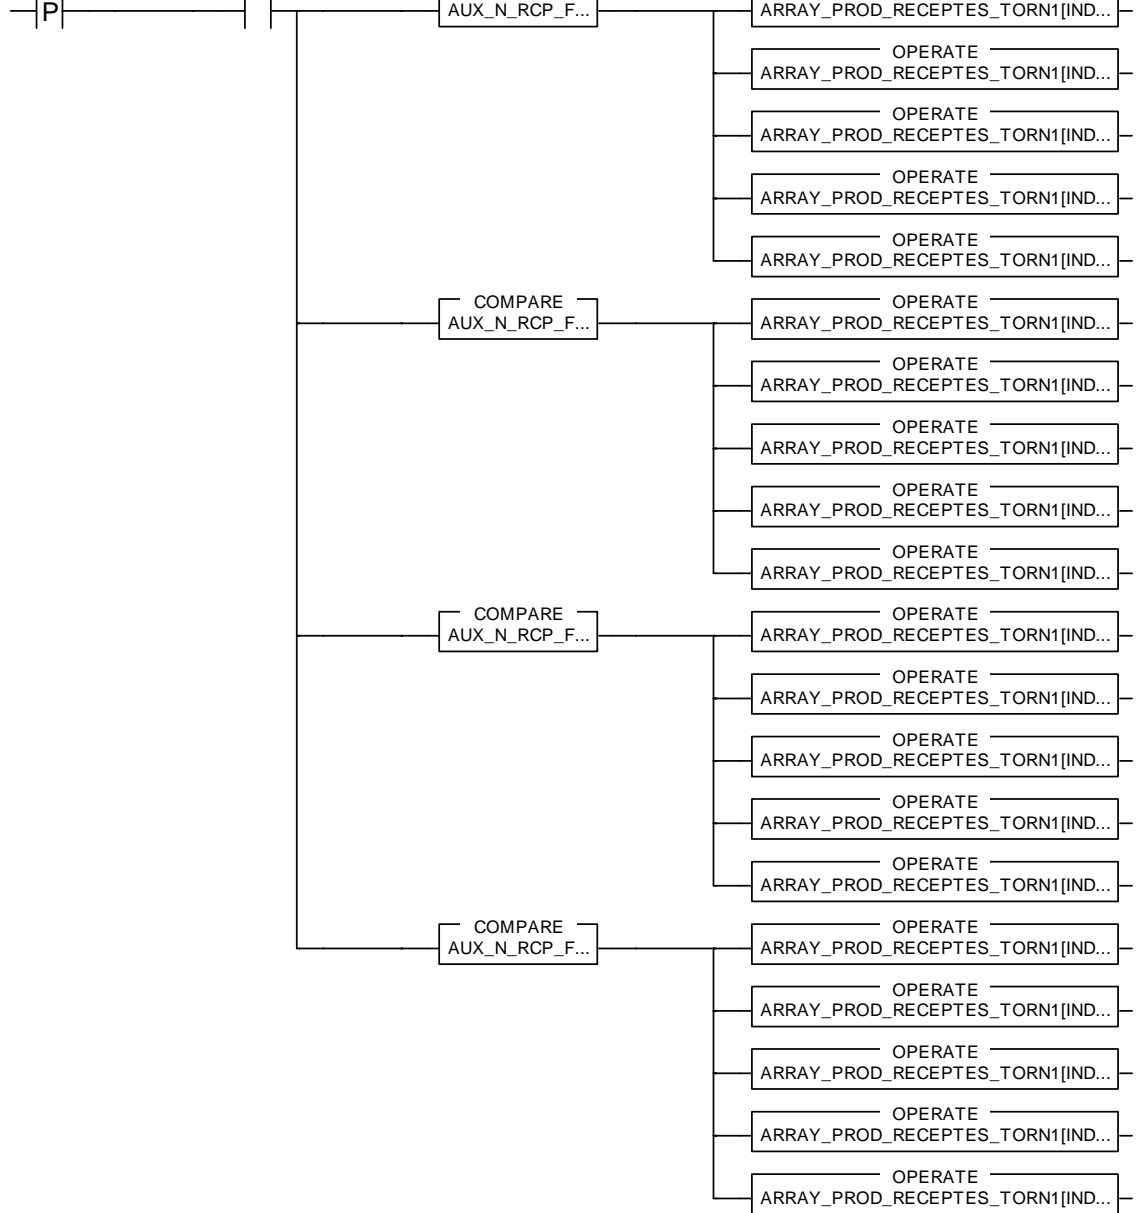 P
AUX_N_RCP_F... ARRAY_PROD_RECEPTES_TORN1[IND...
OPERATE
ARRAY_PROD_RECEPTES_TORN1[IND...
OPERATE
ARRAY_PROD_RECEPTES_TORN1[IND...
OPERATE
ARRAY_PROD_RECEPTES_TORN1[IND...
OPERATE
ARRAY_PROD_RECEPTES_TORN1[IND...
COMPARE OPERATE
AUX_N_RCP_F... ARRAY_PROD_RECEPTES_TORN1[IND...
OPERATE
ARRAY_PROD_RECEPTES_TORN1[IND...
OPERATE
ARRAY_PROD_RECEPTES_TORN1[IND...
OPERATE
ARRAY_PROD_RECEPTES_TORN1[IND...
OPERATE
ARRAY_PROD_RECEPTES_TORN1[IND...
COMPARE OPERATE
AUX_N_RCP_F... ARRAY_PROD_RECEPTES_TORN1[IND...
OPERATE
ARRAY_PROD_RECEPTES_TORN1[IND...
OPERATE
ARRAY_PROD_RECEPTES_TORN1[IND...
OPERATE
ARRAY_PROD_RECEPTES_TORN1[IND...
OPERATE
ARRAY_PROD_RECEPTES_TORN1[IND...
COMPARE OPERATE
AUX_N_RCP_F... ARRAY_PROD_RECEPTES_TORN1[IND...
OPERATE
ARRAY_PROD_RECEPTES_TORN1[IND...
OPERATE
ARRAY_PROD_RECEPTES_TORN1[IND...
OPERATE
ARRAY_PROD_RECEPTES_TORN1[IND...
OPERATE
ARRAY_PROD_RECEPTES_TORN1[IND...